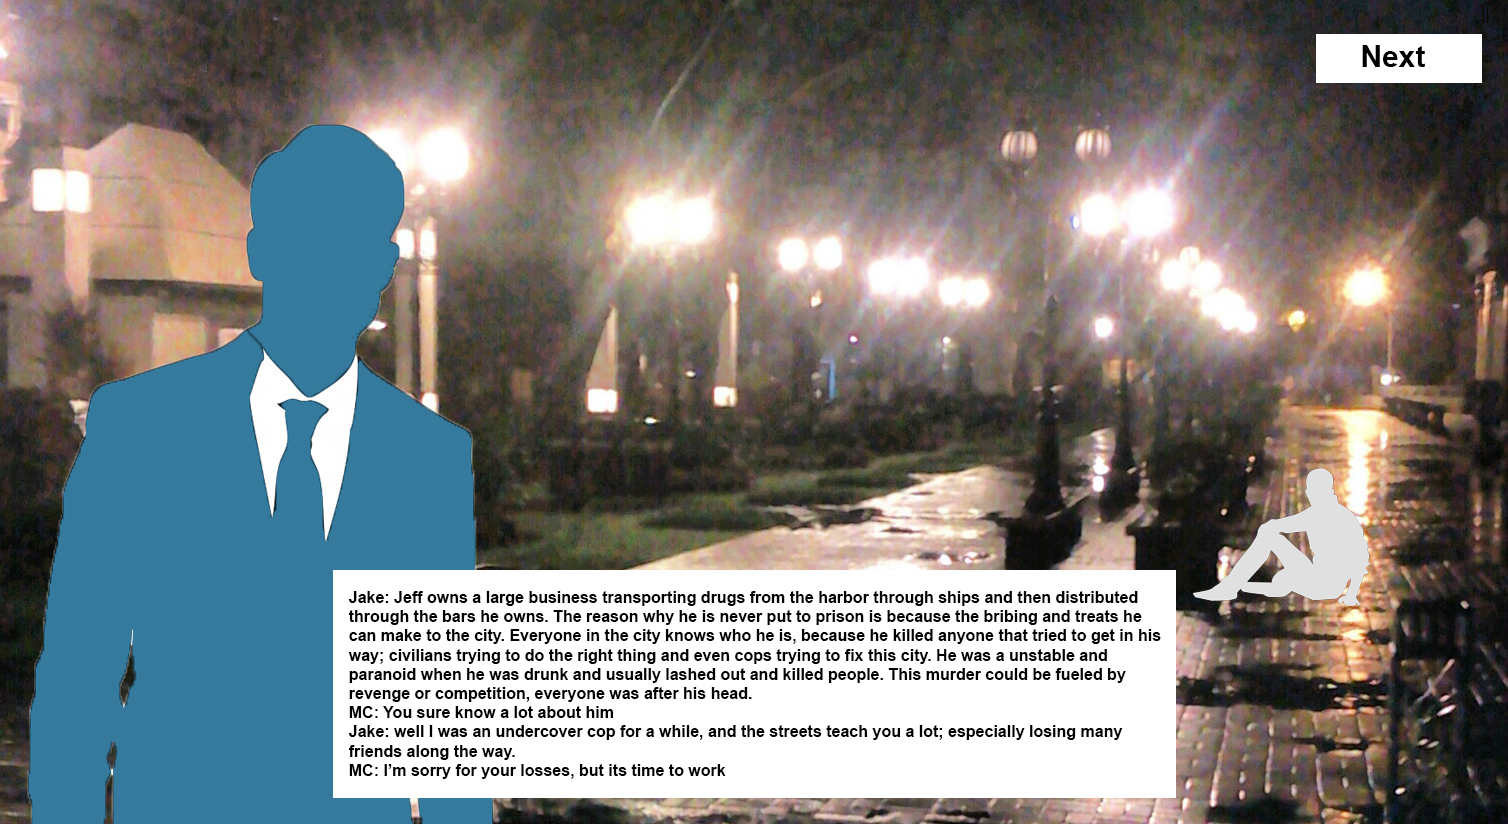 Next
Jake: Jeff owns a large business transporting drugs from the harbor through ships and then distributed
through the bars he owns. The reason why he is never put to prison is because the bribing and treats he
can make to the city. Everyone in the city knows who he is, because he killed anyone that tried to get in his
way; civilians trying to do the right thing and even cops trying to fix this city. He was a unstable and
paranoid when he was drunk and usually lashed out and killed people. This murder could be fueled by
revenge or competition, everyone was after his head.
MC: You sure know a lot about him
Jake: well I was an undercover cop for a while, and the streets teach you a lot; especially losing many
friends along the way.
MC: I’m sorry for your losses, but its time to work